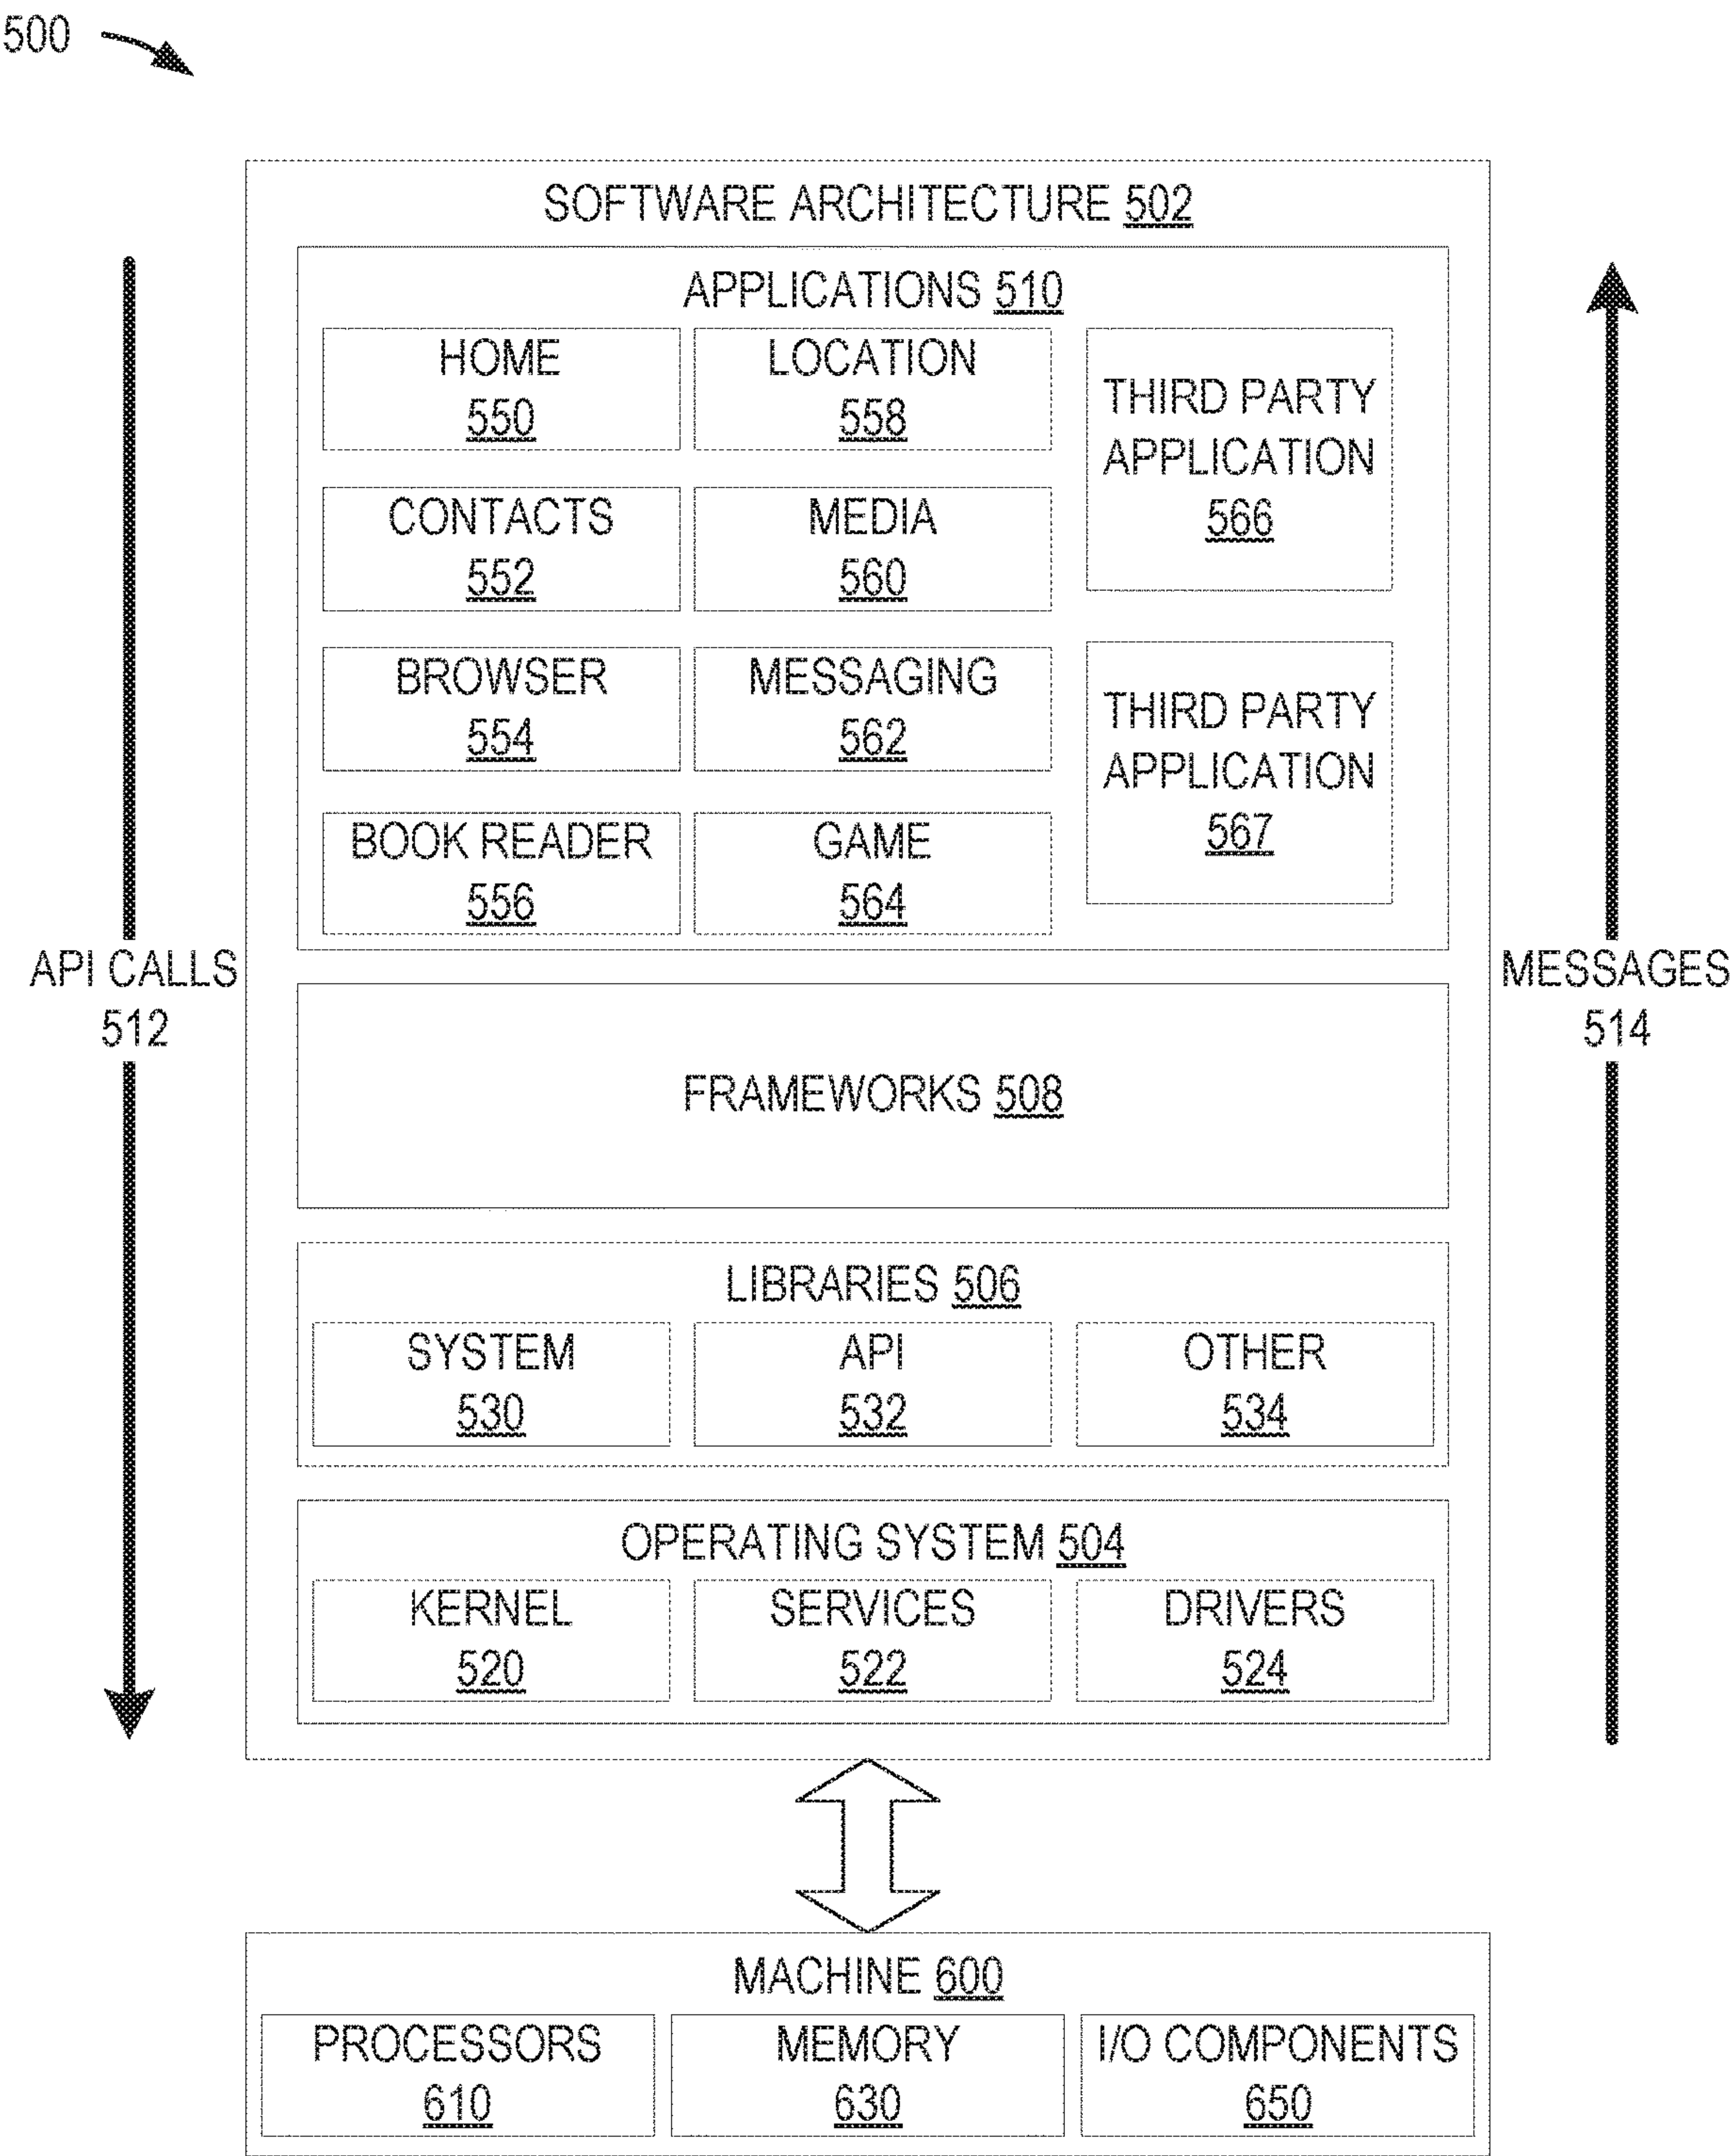 500
SOFTWARE ARCHITECTURE 502
APPLICATIONS 510
HOME
550
LOCATION
558
THIRD PARTY
APPLICATION
566
CONTACTS
552
MEDIA
560
BROWSER
554
MESSAGING
562
THIRD PARTY
APPLICATION
567
BOOK READER
556
GAME
564
API CALLS
512
MESSAGES
514
FRAMEWORKS 508
LIBRARIES 506
SYSTEM
530
API
532
OTHER
534
OPERATING SYSTEM 504
KERNEL
520
SERVICES
522
DRIVERS
524
MACHINE 600
PROCESSORS
610
MEMORY
630
I/O COMPONENTS
650